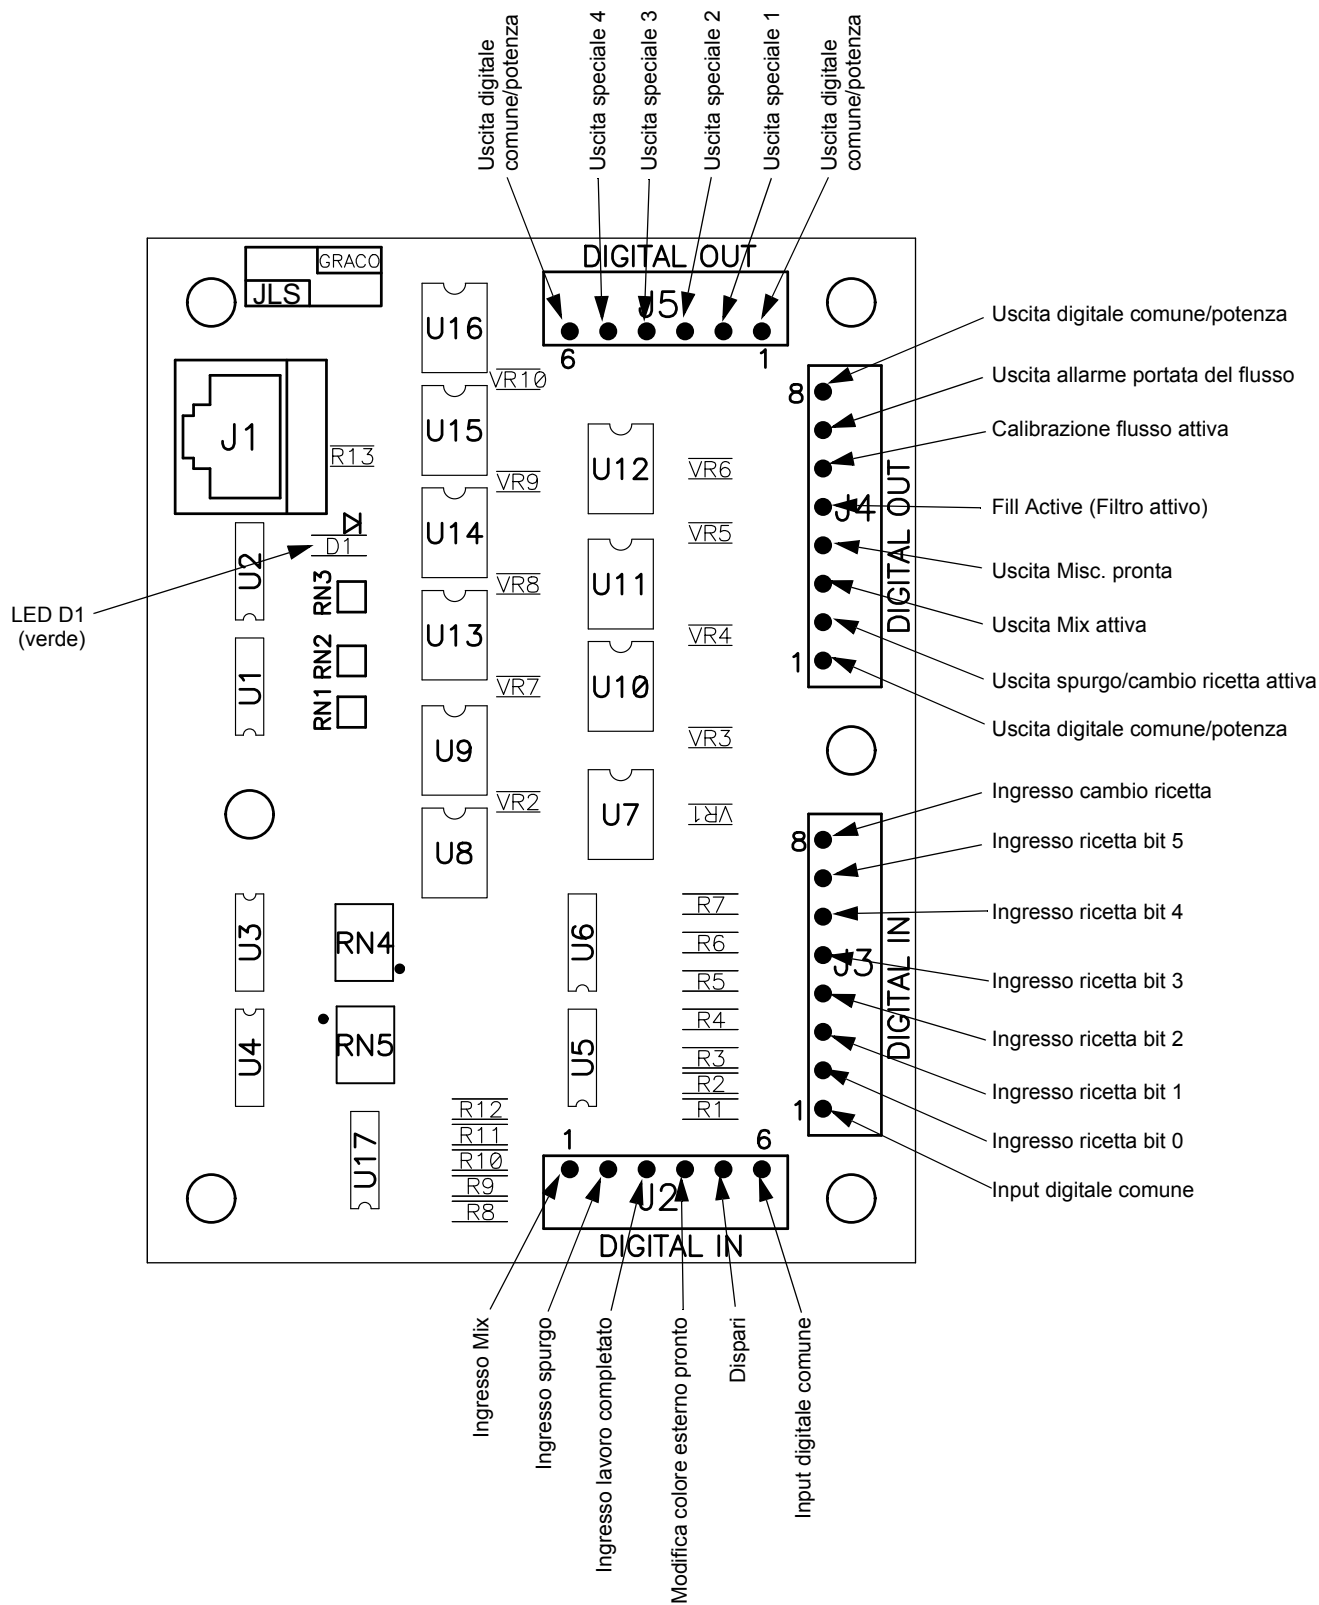 Uscita digitale
comune/potenza
Uscita speciale 4
Uscita speciale 3
Uscita speciale 2
Uscita speciale 1
Uscita digitale
comune/potenza
DIGITAL OUT
J5
6
1
GRACO
JLS
J1
R13
D1
LED D1
(verde)
U2
U1
RN3
RN2
RN1
U16
VR10
U15
VR9
U14
VR8
U13
VR7
U9
VR2
U8
U12
VR6
VR5
U11
VR4
U10
VR3
U7
VR1
8
J4
1
DIGITAL OUT
Uscita digitale comune/potenza
Uscita allarme portata del flusso
Calibrazione flusso attiva
Fill Active (Filtro attivo)
Uscita Misc. pronta
Uscita Mix attiva
Uscita spurgo/cambio ricetta attiva
Uscita digitale comune/potenza
8
J3
1
DIGITAL IN
Ingresso cambio ricetta
Ingresso ricetta bit 5
Ingresso ricetta bit 4
Ingresso ricetta bit 3
Ingresso ricetta bit 2
Ingresso ricetta bit 1
Ingresso ricetta bit 0
Input digitale comune
U3
U4
RN4
RN5
U17
U6
U5
R7
R6
R5
R4
R3
R2
R1
R12
R11
R10
R9
R8
1
6
J2
DIGITAL IN
Ingresso Mix
Ingresso spurgo
Ingresso lavoro completato
Modifica colore esterno pronto
Dispari
Input digitale comune